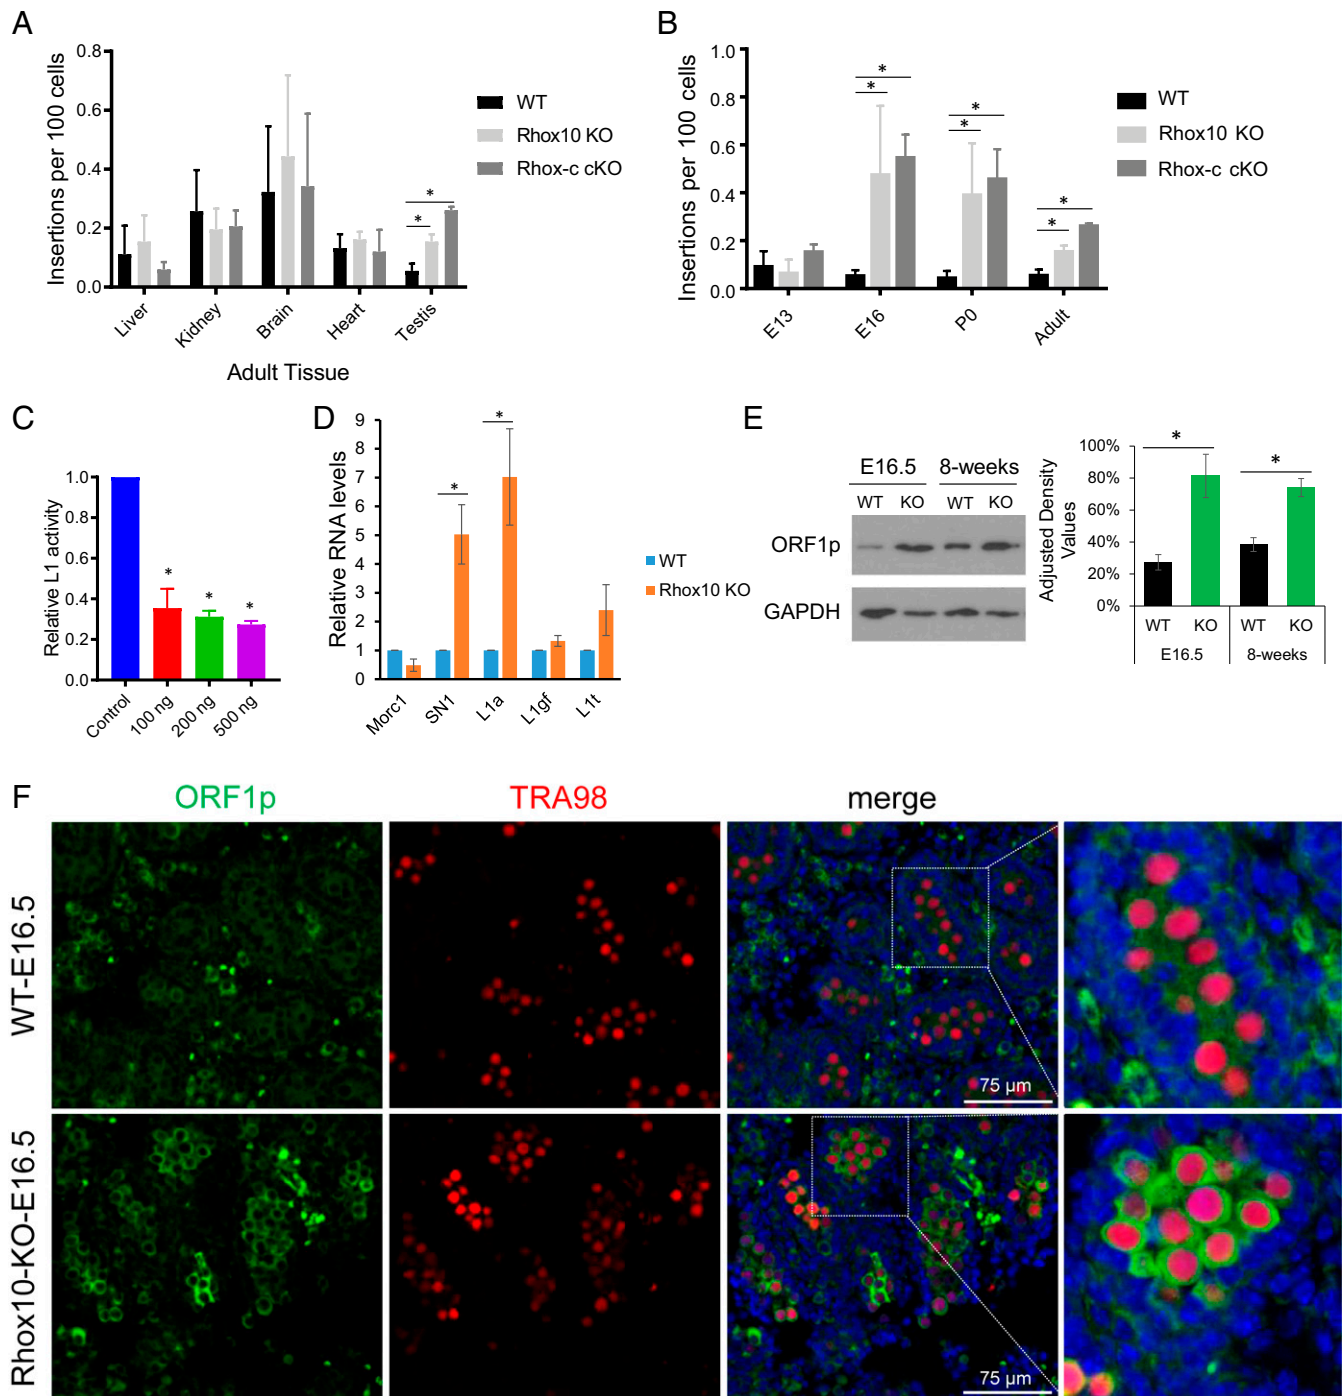 A
Insertions per 100 cells
0.8
0.6
0.4
0.2
0.0
*
*
WT
Rhox10 KO
Rhox-c cKO
Liver
Kidney
Brain
Heart
Testis
Adult Tissue
B
Insertions per 100 cells
1.0
0.8
0.6
0.4
0.2
0.0
*
*
*
*
*
*
WT
Rhox10 KO
Rhox-c cKO
E13
E16
P0
Adult
C
Relative L1 activity
1.0
0.8
0.6
0.4
0.2
0.0
*
*
*
Control
100 ng
200 ng
500 ng
D
Relative RNA levels
9
8
7
6
5
4
3
2
1
0
*
*
WT
Rhox10 KO
Morc1
SN1
L1a
L1gf
L1t
E
E16.5 8-weeks
WT KO WT KO
ORF1p
GAPDH
Adjusted Density
Values
100%
80%
60%
40%
20%
0%
*
*
WT KO WT KO
E16.5 8-weeks
F
ORF1p TRA98 merge
WT-E16.5
75 µm
Rhox10-KO-E16.5
75 µm